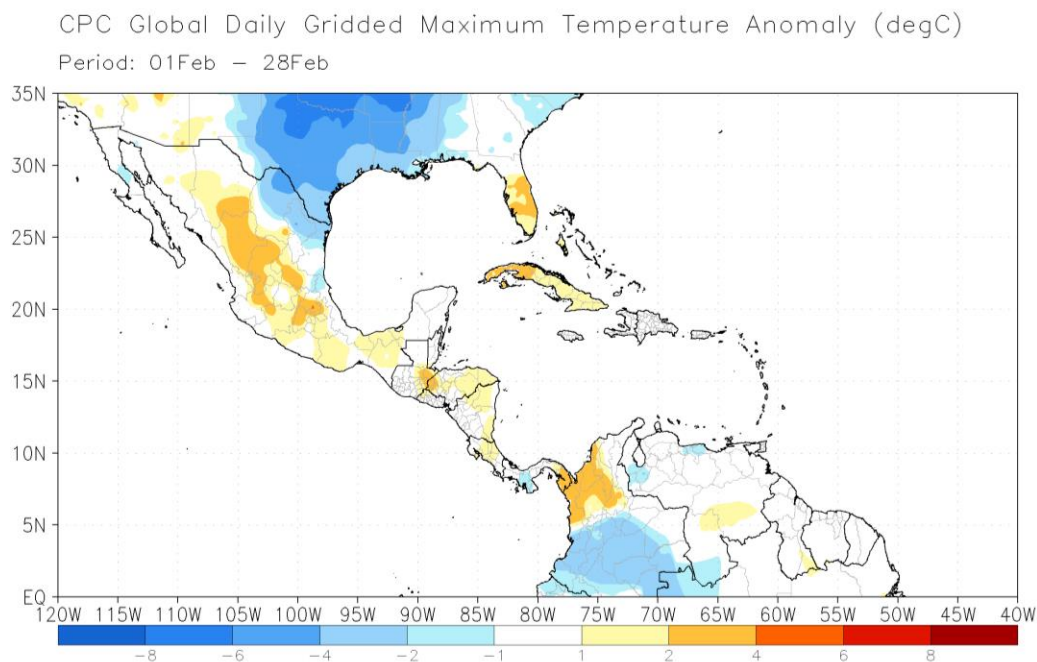 CPC Global Daily Gridded Maximum Temperature Anomaly (degC)
Period: 01Feb – 28Feb
35N
30N
25N
20N
15N
10N
5N
EQ
120W 115W 110W 105W 100W 95W 90W 85W 80W 75W 70W 65W 60W 55W 50W 45W 40W
−8 −6 −4 −2 −1 1 2 4 6 8